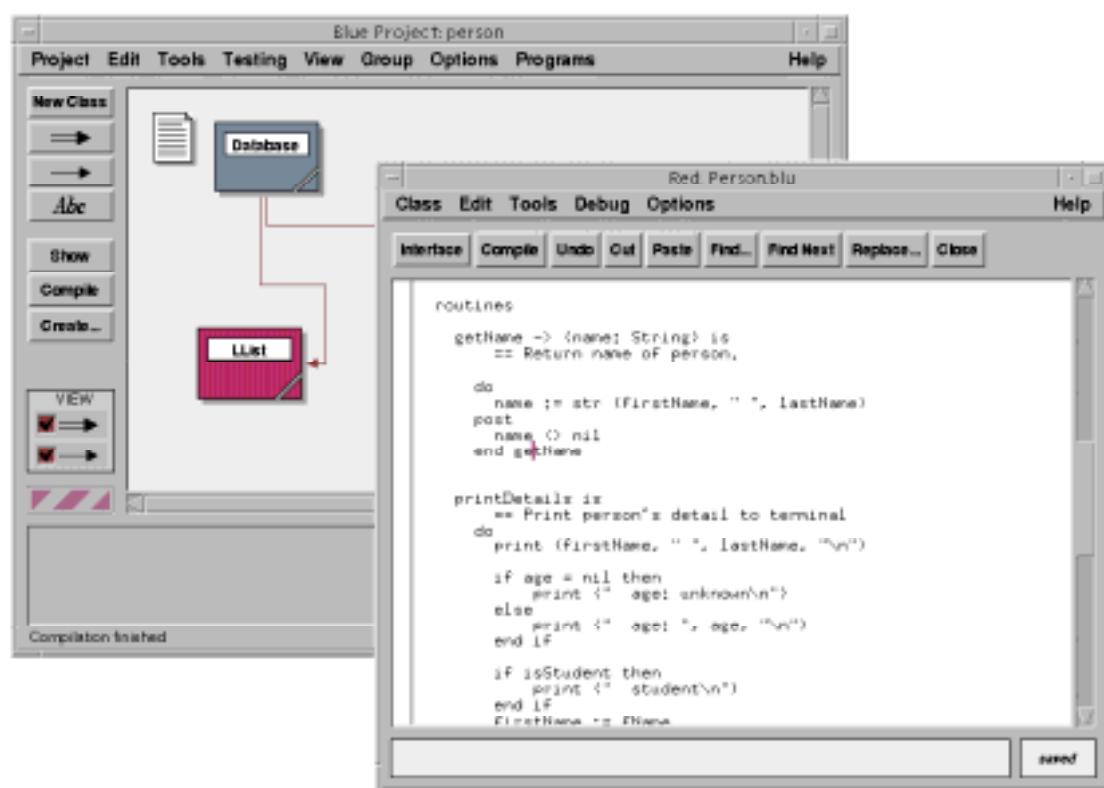 Blue Project: person
Project Edit Tools Testing View Group Options Programs Help
New Class
Abc
Show
Compile
Create...
VIEW
Database
LList
Compilation finished
Red: Person.blu
Class Edit Tools Debug Options Help
Interface Compile Undo Cut Paste Find... Find Next Replace... Close
routines
getName -> (name: String) is
== Return name of person.
do
name := str (firstName, " ", lastName)
post
name <> nil
end getName
printDetails is
== Print person's detail to terminal
do
print (firstName, " ", lastName, "\n")
if age = nil then
print ("  age: unknown\n")
else
print ("  age: ", age, "\n")
end if
if isStudent then
print ("  student\n")
end if
firstName := fName
saved